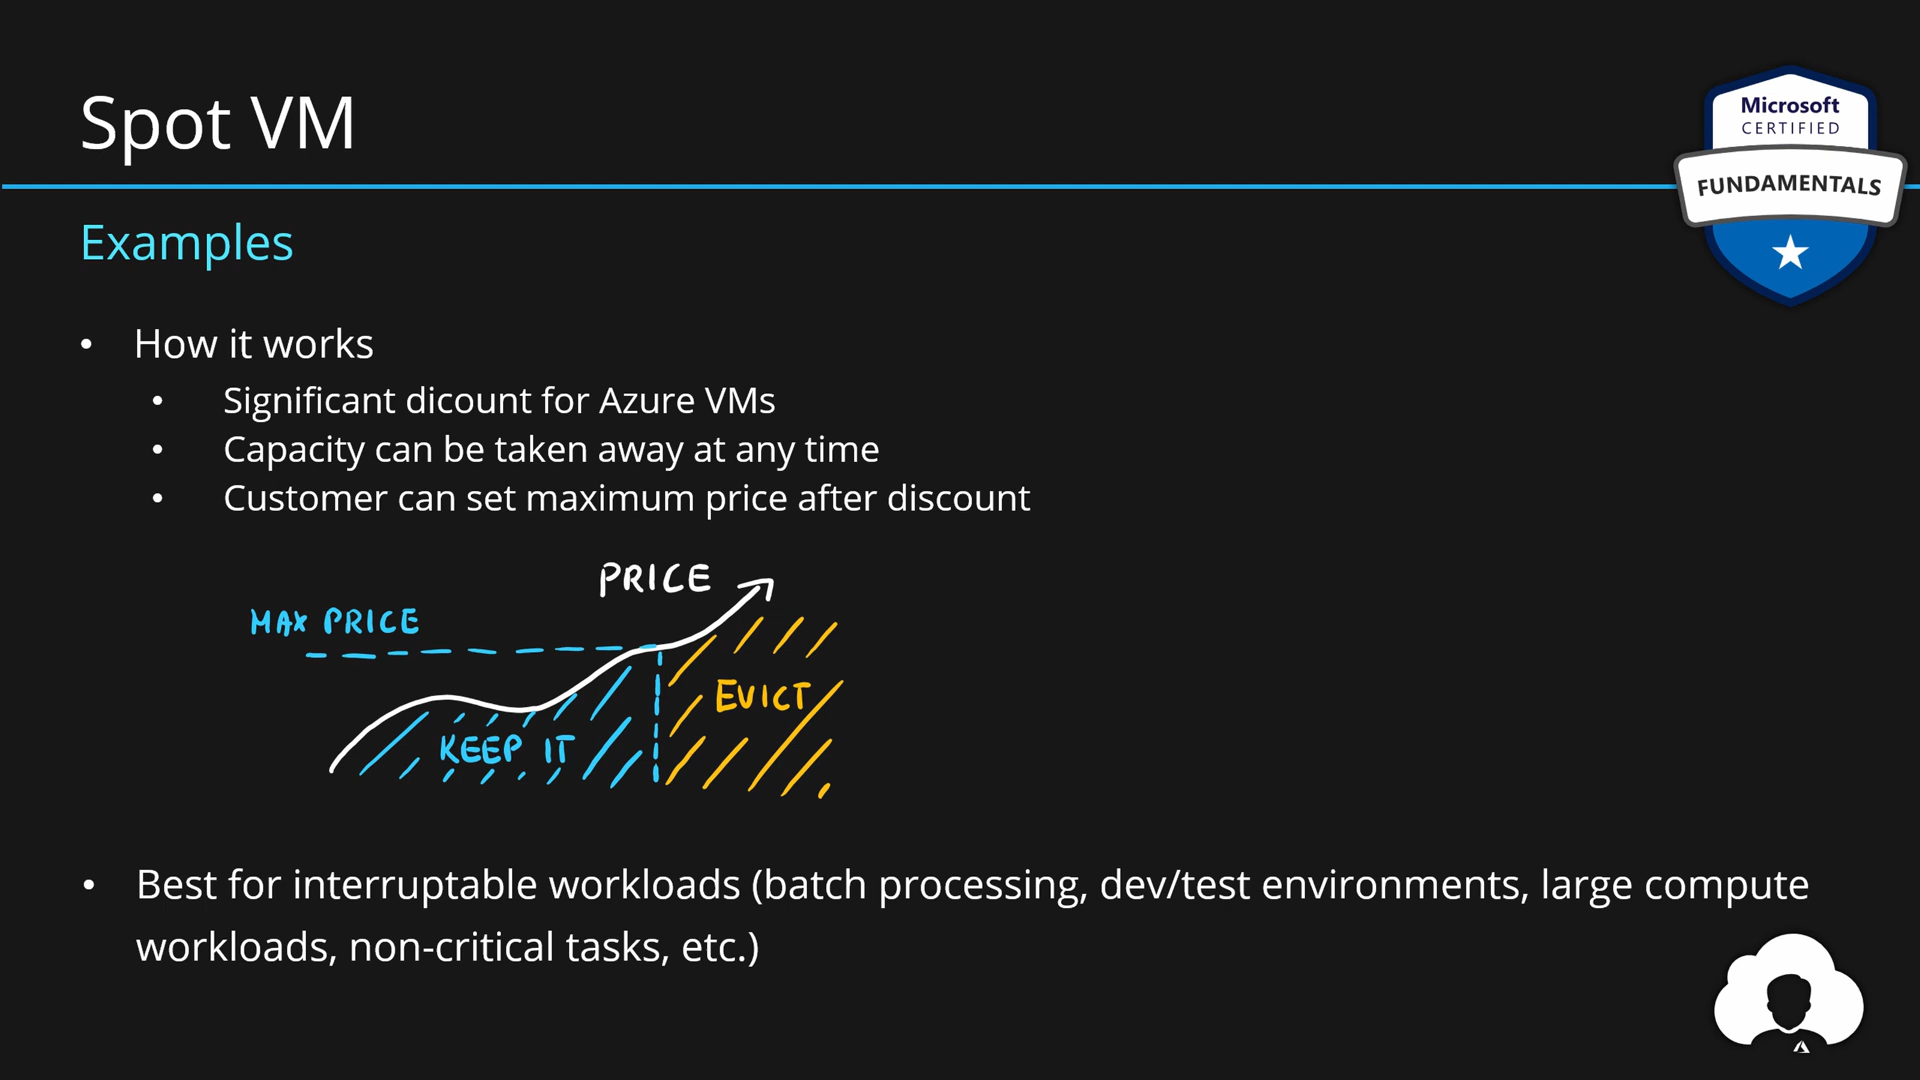 Spot VM
Microsoft
CERTIFIED
FUNDAMENTALS
Examples
• How it works
• Significant dicount for Azure VMs
• Capacity can be taken away at any time
• Customer can set maximum price after discount
PRICE
MAX PRICE
EVICT
KEEP IT
• Best for interruptable workloads (batch processing, dev/test environments, large compute
workloads, non-critical tasks, etc.)